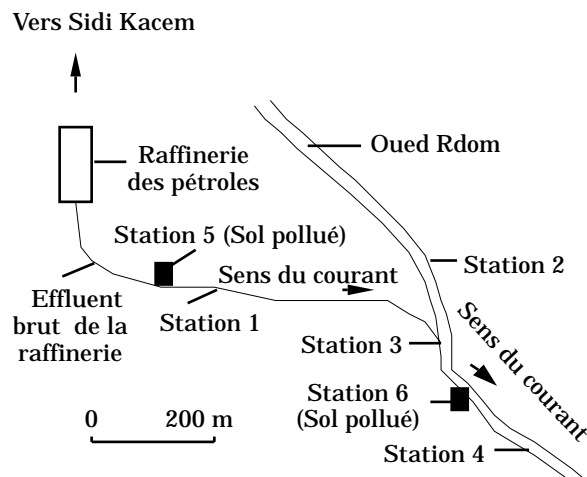 Vers Sidi Kacem
Raffinerie
des pétroles
Oued Rdom
Station 5 (Sol pollué)
Sens du courant
Station 2
Effluent
brut de la
raffinerie
Station 1
Station 3
Sens du courant
Station 6
(Sol pollué)
0 200 m
Station 4